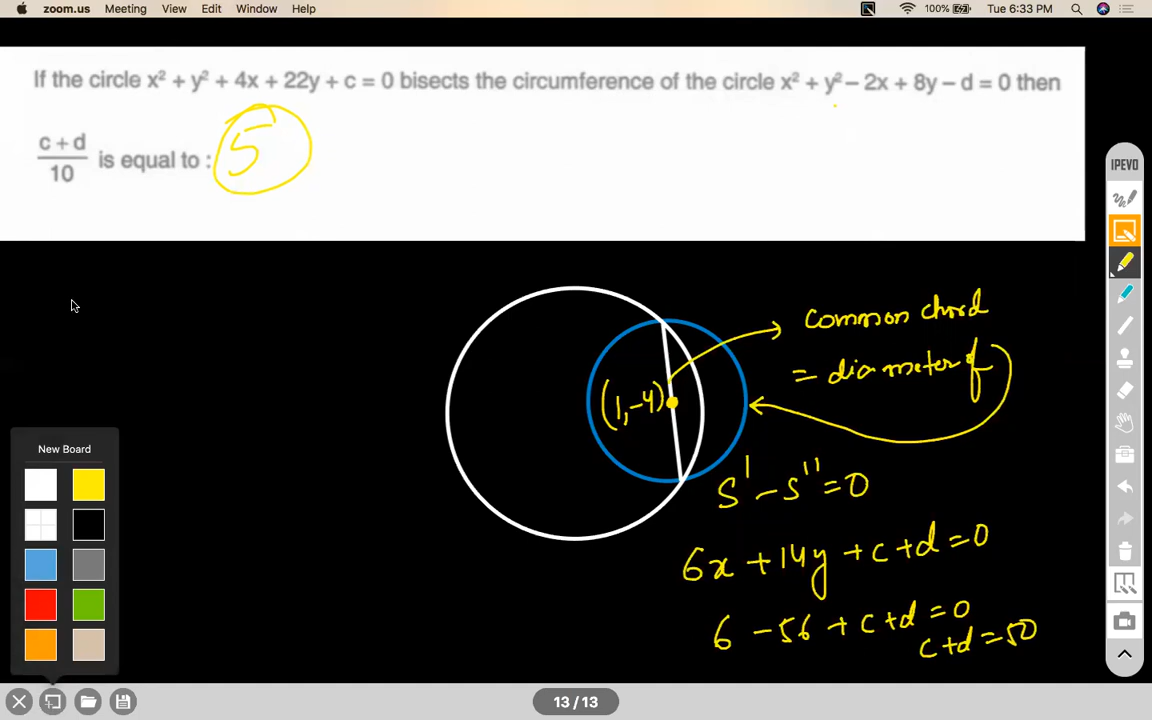 zoom.us Meeting View Edit Window Help 100% Tue 6:33 PM
If the circle x² + y² + 4x + 22y + c = 0 bisects the circumference of the circle x² + y² – 2x + 8y – d = 0 then
c + d
10
is equal to : 5
IPEVO
common chord
= diameter of
(1,-4)
S' - S'' = 0
6x + 14y + c + d = 0
6 - 56 + c + d = 0
c + d = 50
New Board
13 / 13